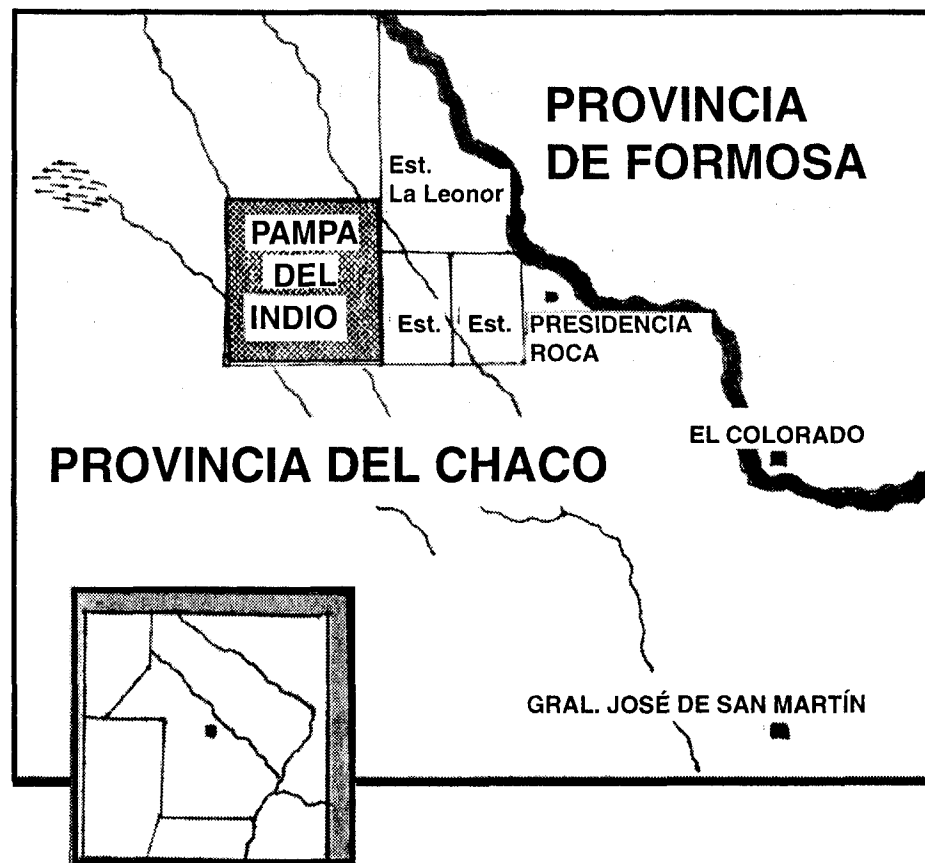 PROVINCIA
DE FORMOSA
Est.
La Leonor
PAMPA
DEL
INDIO
Est.
Est.
PRESIDENCIA
ROCA
EL COLORADO
PROVINCIA DEL CHACO
GRAL. JOSÉ DE SAN MARTÍN